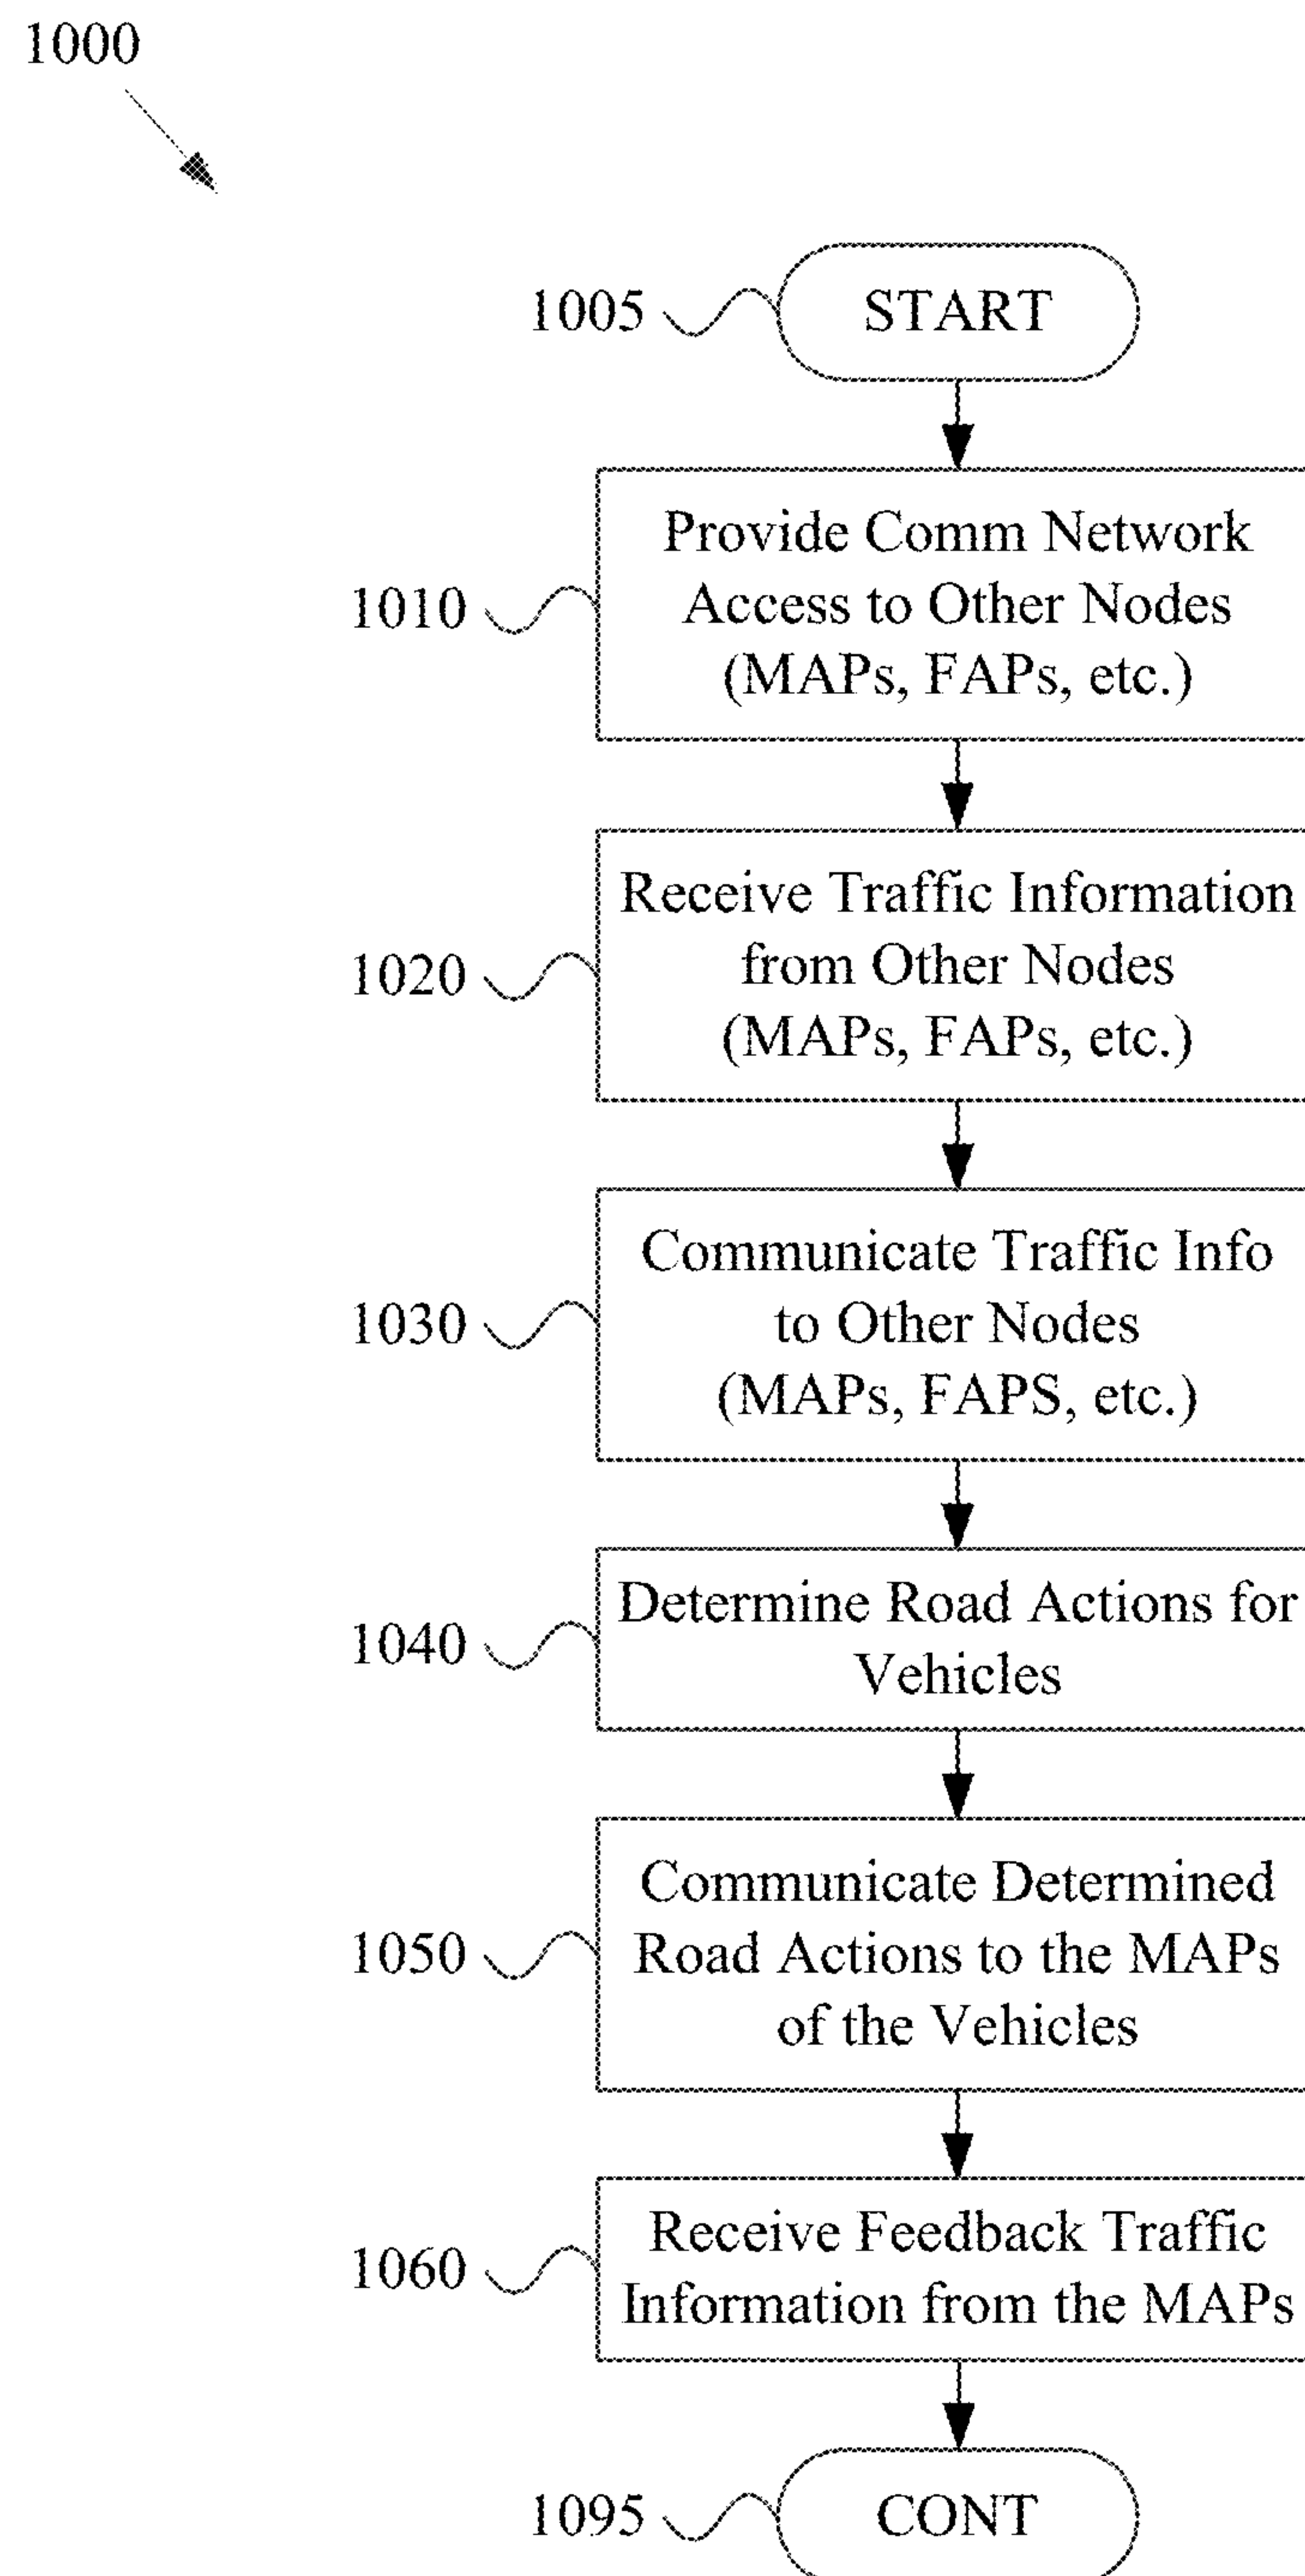 1000
1005
START
1010
Provide Comm Network
Access to Other Nodes
(MAPs, FAPs, etc.)
1020
Receive Traffic Information
from Other Nodes
(MAPs, FAPs, etc.)
1030
Communicate Traffic Info
to Other Nodes
(MAPs, FAPS, etc.)
1040
Determine Road Actions for
Vehicles
1050
Communicate Determined
Road Actions to the MAPs
of the Vehicles
1060
Receive Feedback Traffic
Information from the MAPs
1095
CONT